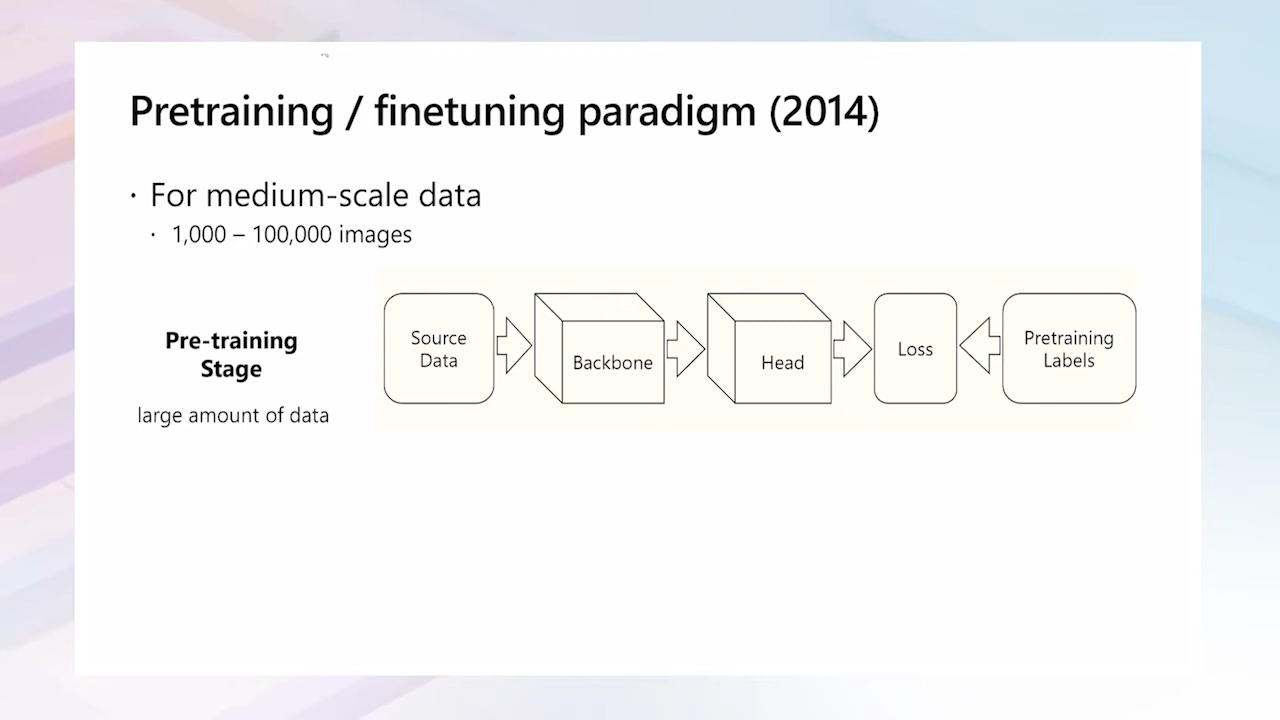 Pretraining / finetuning paradigm (2014)
· For medium-scale data
· 1,000 – 100,000 images
Pre-training
Stage
large amount of data
Source
Data
Backbone
Head
Loss
Pretraining
Labels